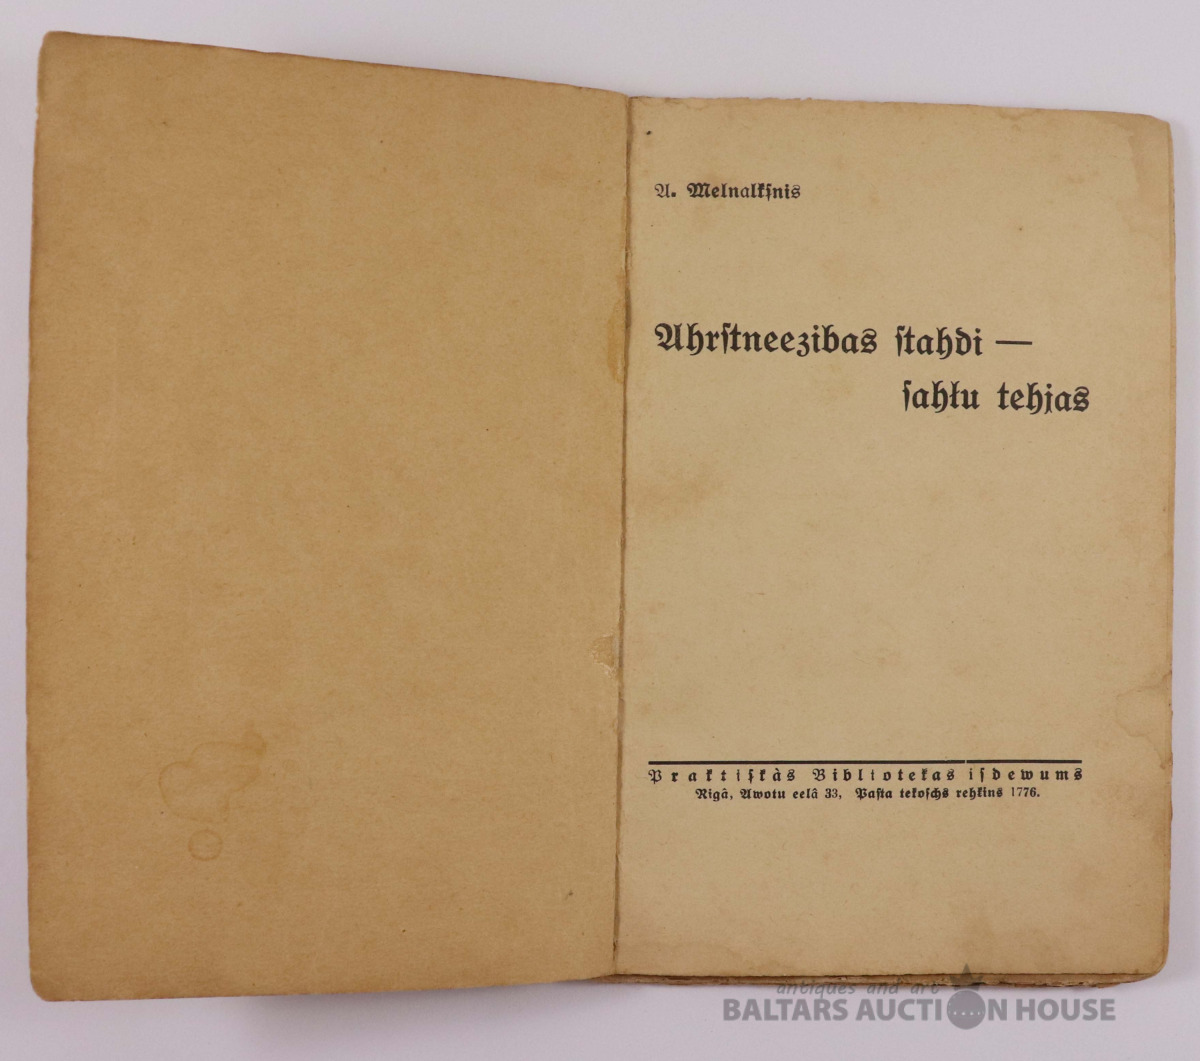 A. Melnalkſnis
Ahrſtneezibas ſtahdi —
ſahłu tehjas
Praktiſkàs Bibliotekas iſdewums
Rigâ, Awotu eelâ 33, Paſta tekoſchs rehkins 1776.
antiques and art
BALTARS AUCTION HOUSE